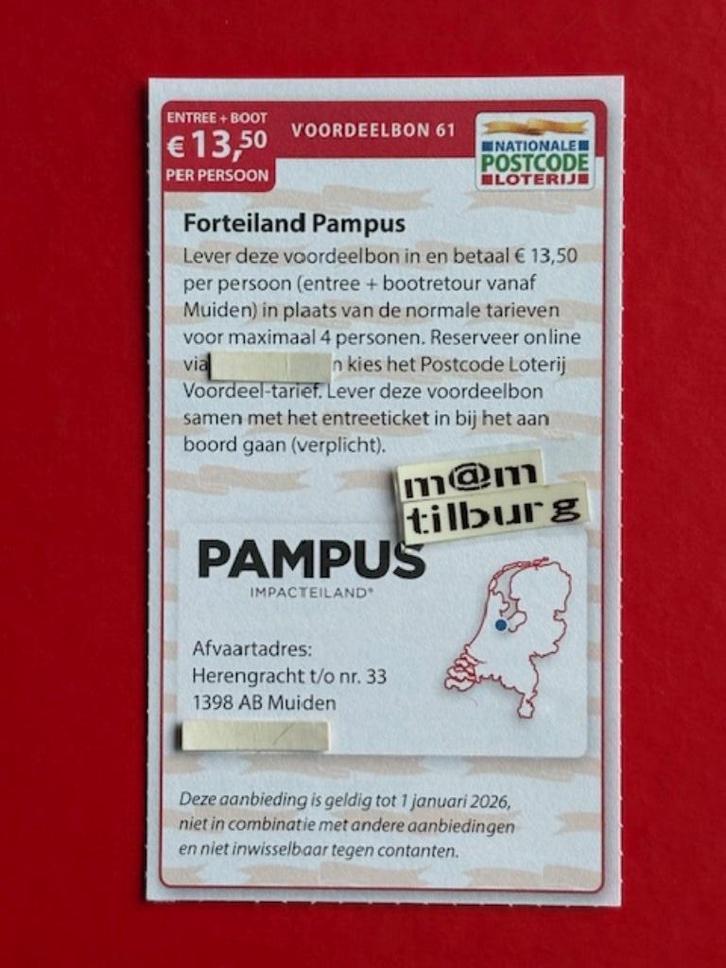 ENTREE + BOOT
€ 13,50
PER PERSOON
VOORDEELBON 61
NATIONALE
POSTCODE
LOTERIJ
Forteiland Pampus
Lever deze voordeelbon in en betaal € 13,50
per persoon (entree + bootretour vanaf
Muiden) in plaats van de normale tarieven
voor maximaal 4 personen. Reserveer online
via n kies het Postcode Loterij
Voordeel-tarief. Lever deze voordeelbon
samen met het entreeticket in bij het aan
boord gaan (verplicht).
m@m
tilburg
PAMPUS
IMPACTEILAND®
Afvaartadres:
Herengracht t/o nr. 33
1398 AB Muiden
Deze aanbieding is geldig tot 1 januari 2026,
niet in combinatie met andere aanbiedingen
en niet inwisselbaar tegen contanten.